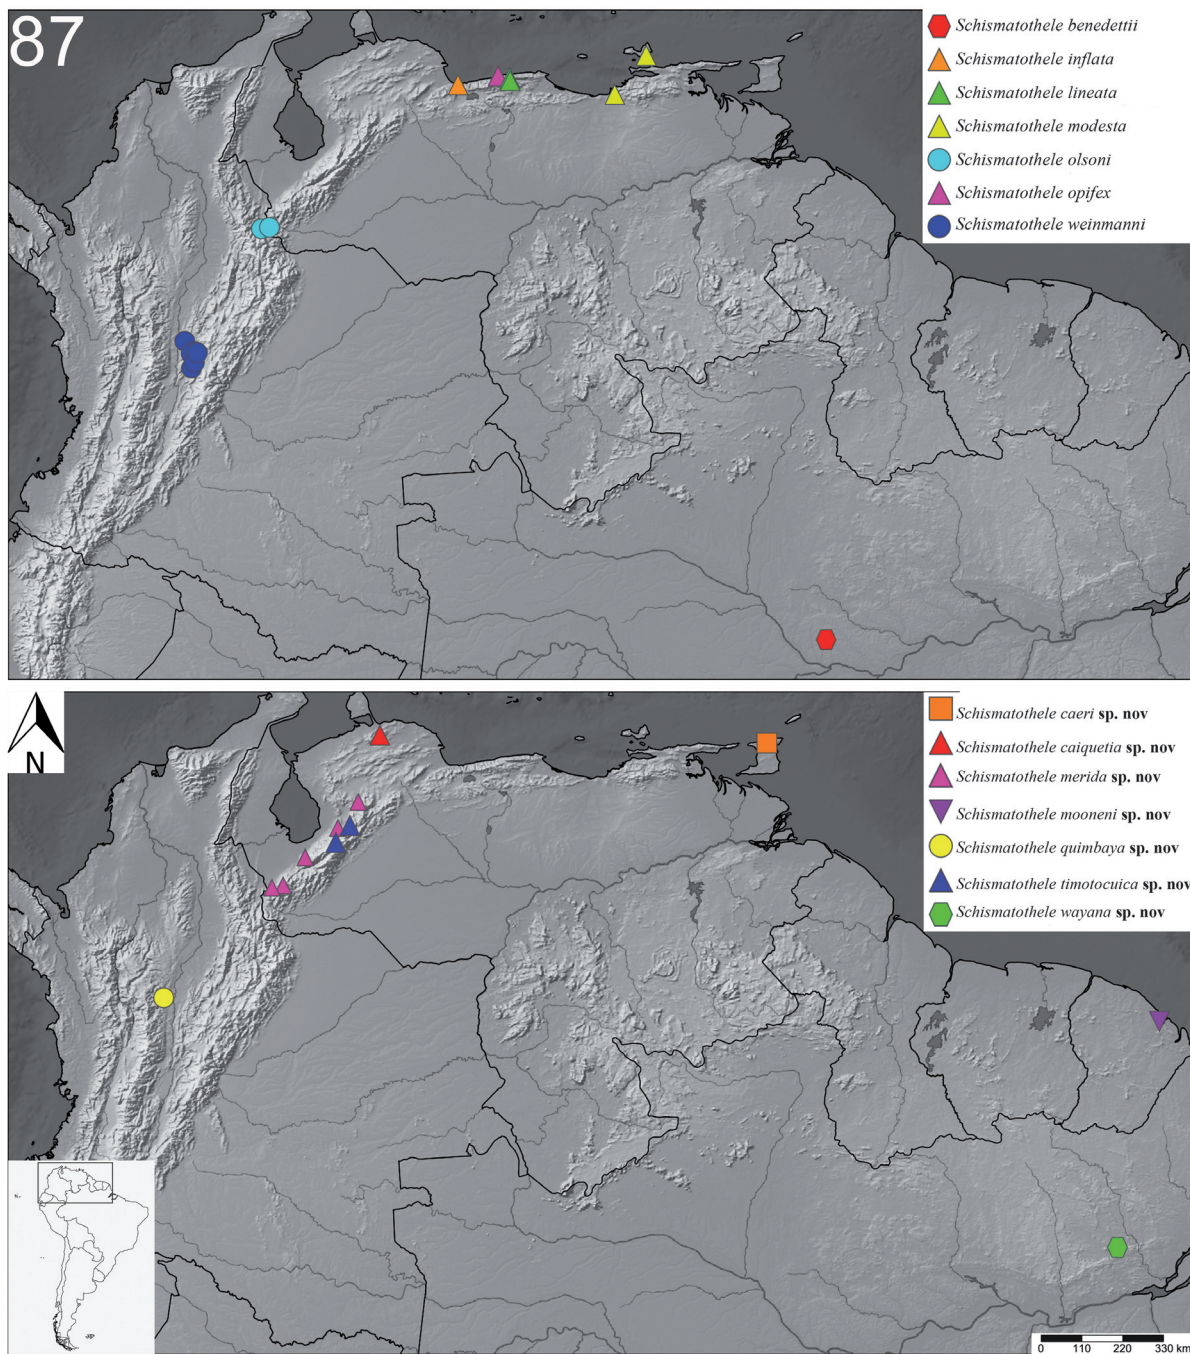 87
Schismatothele benedettii
Schismatothele inflata
Schismatothele lineata
Schismatothele modesta
Schismatothele olsoni
Schismatothele opifex
Schismatothele weinmanni
N
Schismatothele caeri sp. nov
Schismatothele caiquetia sp. nov
Schismatothele merida sp. nov
Schismatothele mooneni sp. nov
Schismatothele quimbaya sp. nov
Schismatothele timotocuica sp. nov
Schismatothele wayana sp. nov
0 110 220 330 km